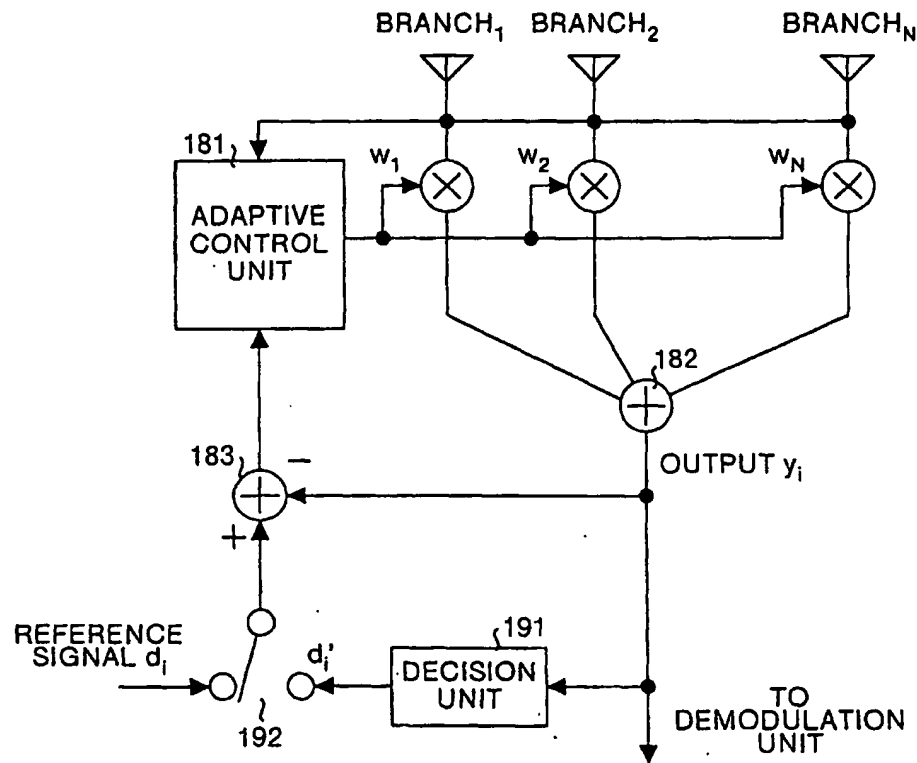 BRANCH1 BRANCH2 BRANCHN
181
w1 w2 wN
ADAPTIVE
CONTROL
UNIT
182
183
−
+
OUTPUT yi
REFERENCE
SIGNAL di
di'
191
DECISION
UNIT
192
TO
DEMODULATION
UNIT